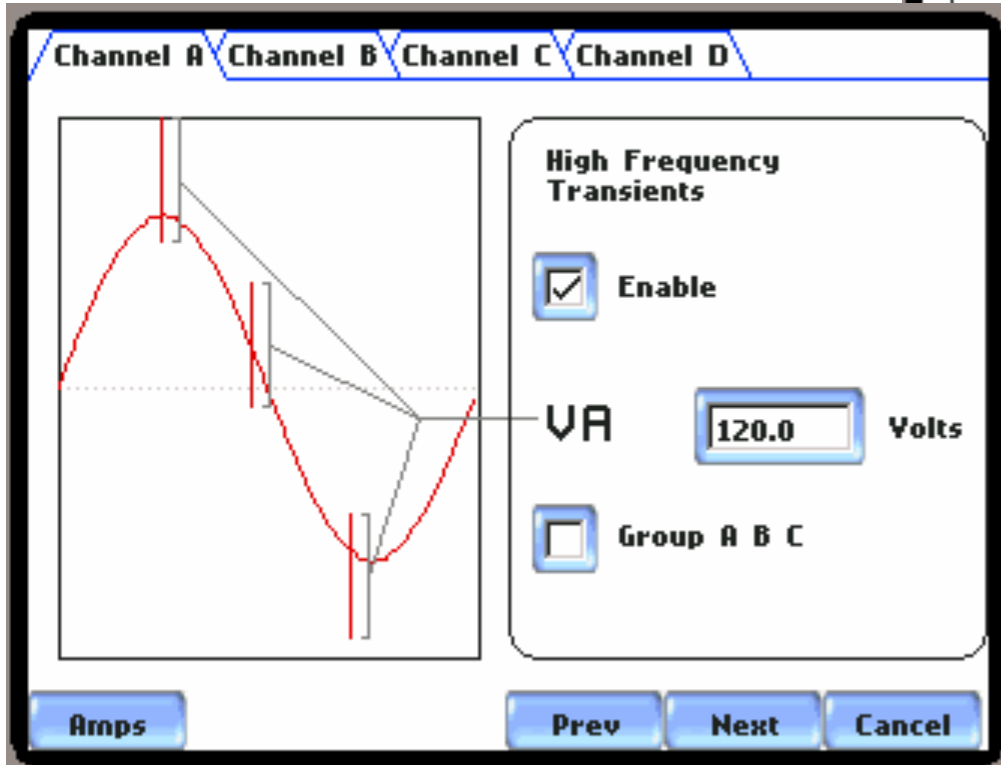 Channel A Channel B Channel C Channel D
High Frequency
Transients
Enable
VA 120.0 Volts
Group A B C
Amps Prev Next Cancel